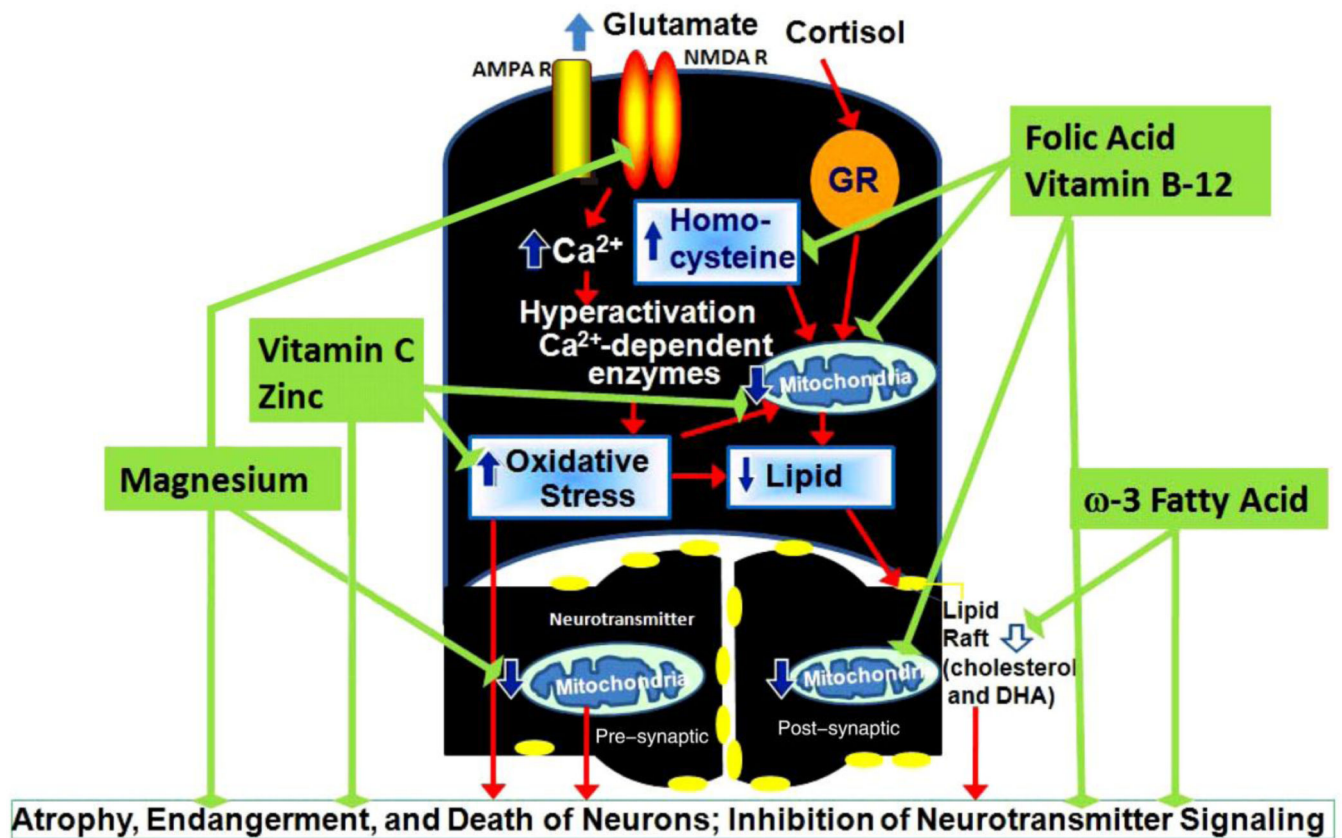 Glutamate
Cortisol
AMPA R
NMDA R
Folic Acid
Vitamin B-12
GR
Homo-
cysteine
Ca²⁺
Hyperactivation
Ca²⁺-dependent
enzymes
Vitamin C
Zinc
Mitochondria
Magnesium
Oxidative
Stress
Lipid
ω-3 Fatty Acid
Neurotransmitter
Lipid
Raft
(cholesterol
and DHA)
Mitochondria
Mitochondri
Pre-synaptic
Post-synaptic
Atrophy, Endangerment, and Death of Neurons; Inhibition of Neurotransmitter Signaling